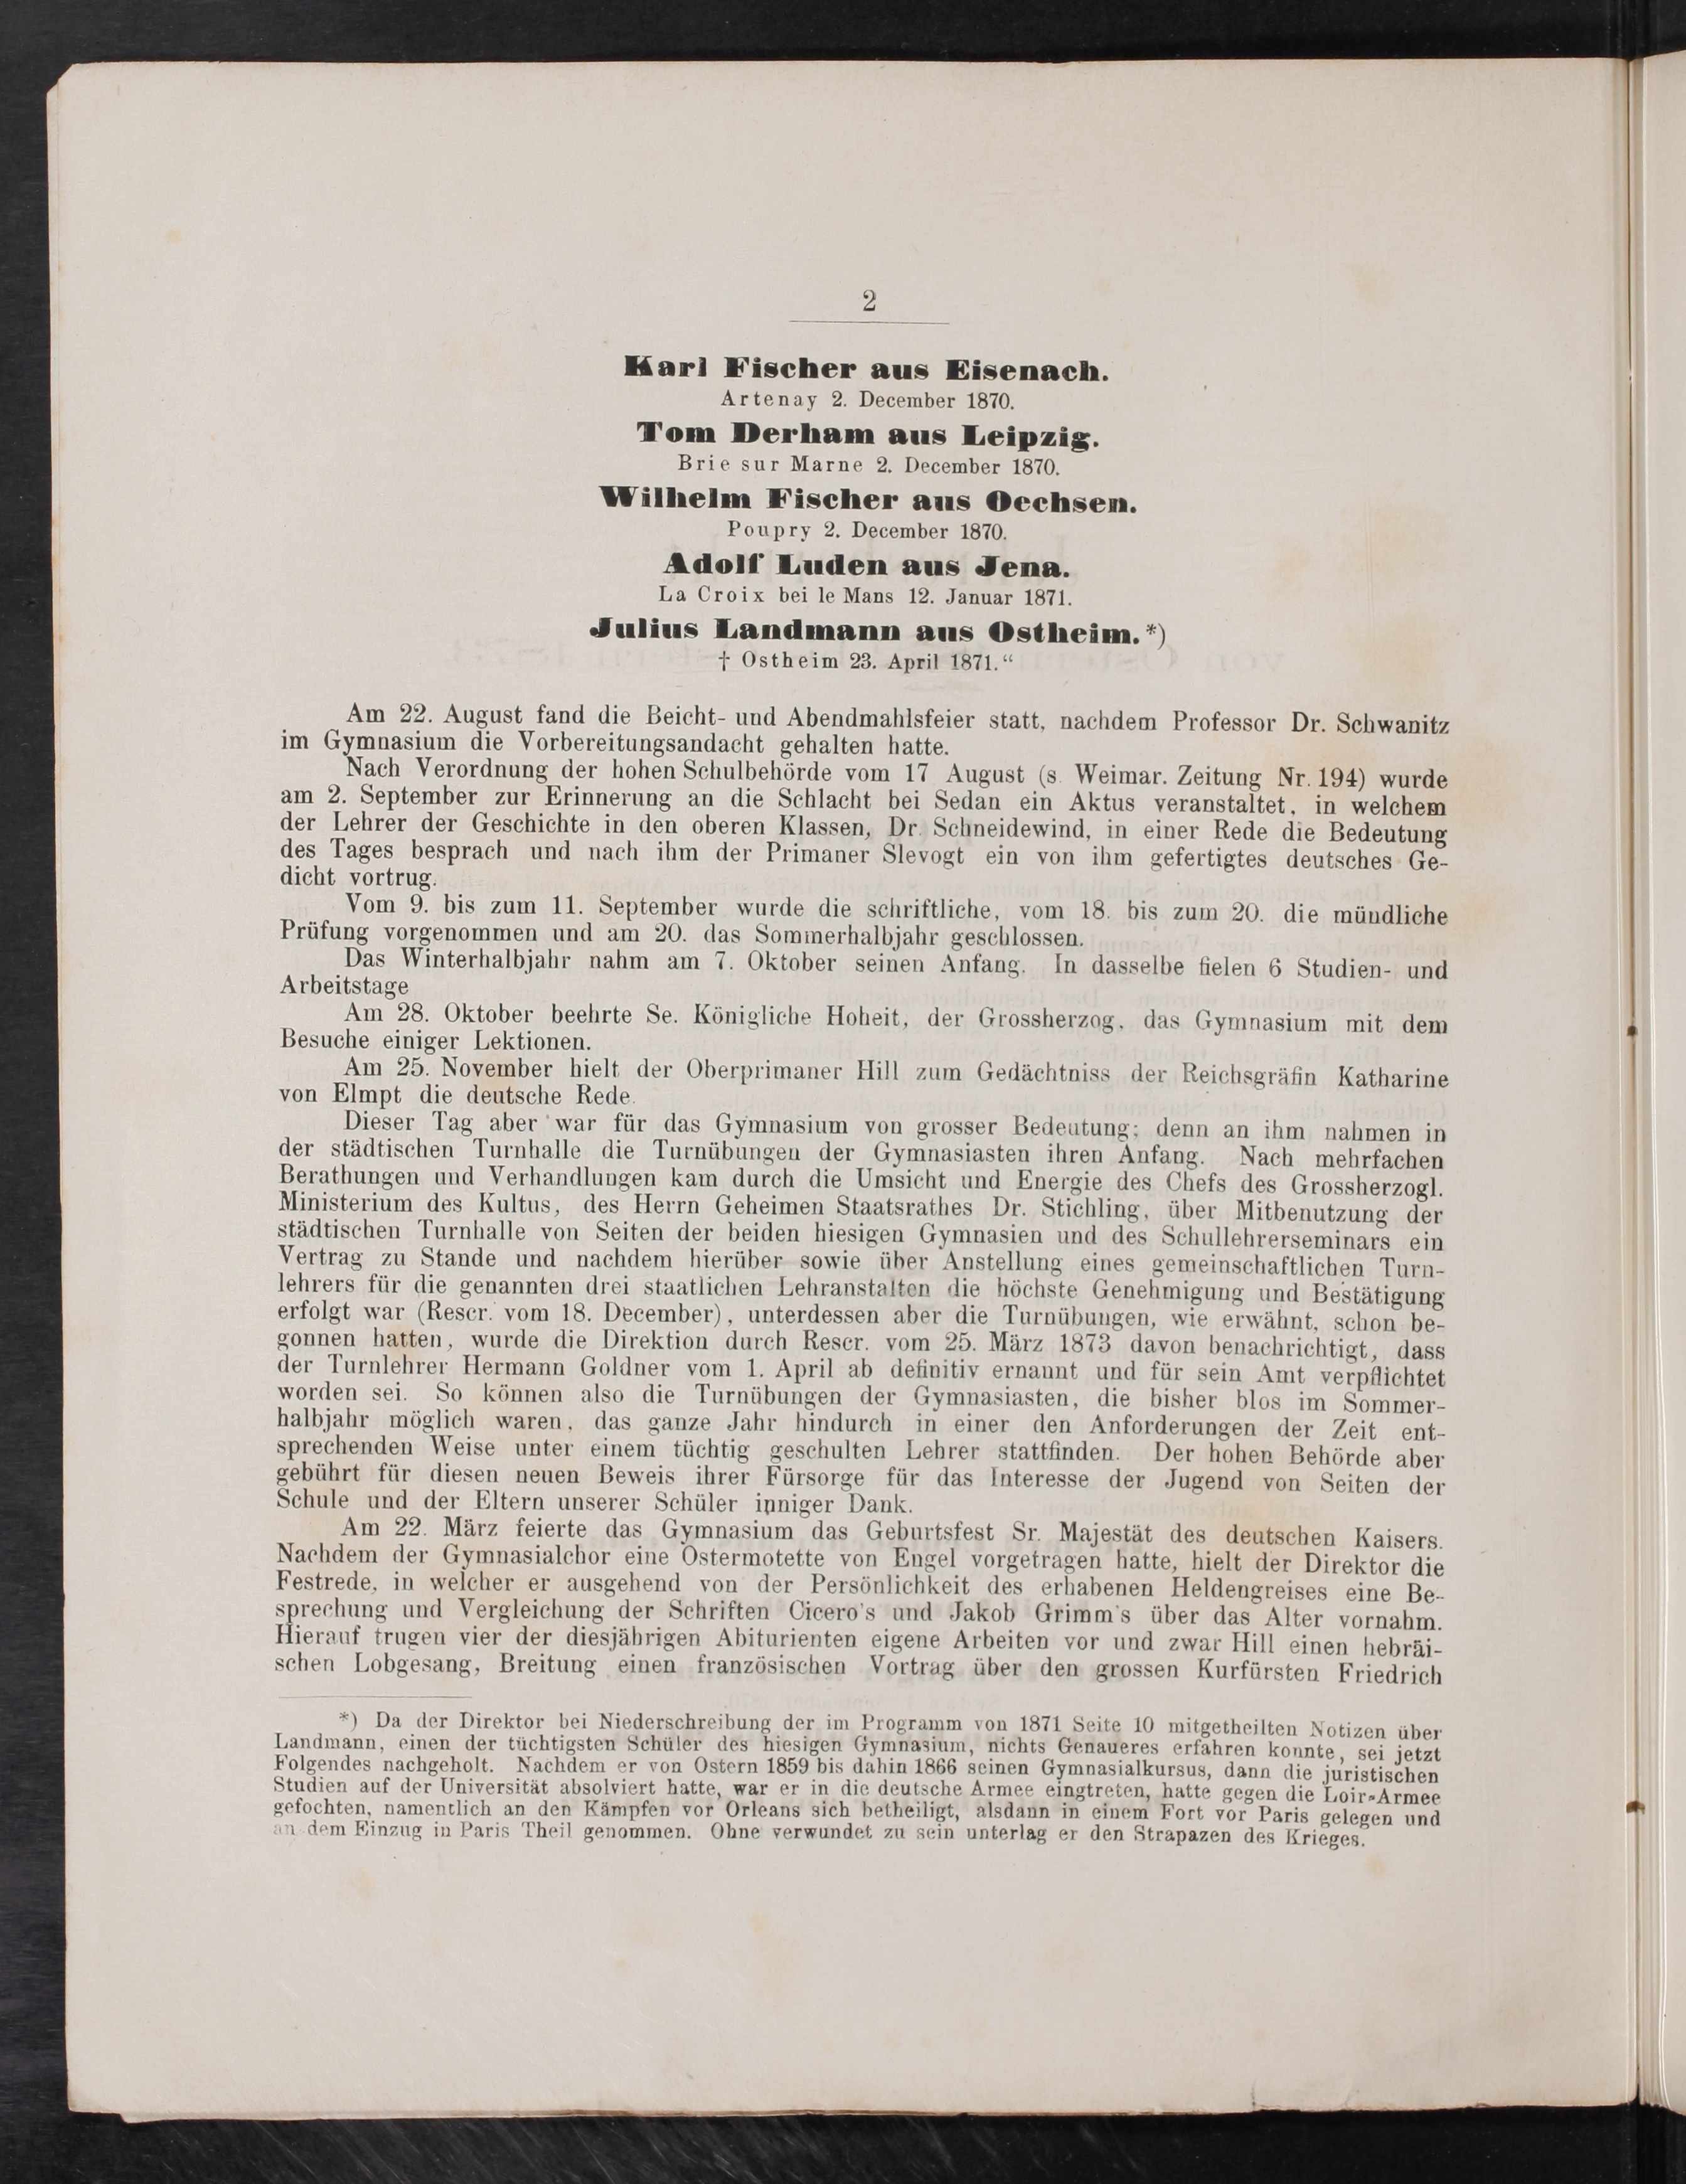 2
Karl Fischer aus Eisenach.
Artenay 2. December 1870.
Tom Derham aus Leipzig.
Brie sur Marne 2. December 1870.
Wilhelm Fischer aus Oechsen.
Poupry 2. December 1870.
Adolf Luden aus Jena.
La Croix bei le Mans 12. Januar 1871.
Julius Landmann aus Ostheim.*)
† Ostheim 23. April 1871.“
Am 22. August fand die Beicht- und Abendmahlsfeier statt, nachdem Professor Dr. Schwanitz
im Gymnasium die Vorbereitungsandacht gehalten hatte.
Nach Verordnung der hohen Schulbehörde vom 17 August (s. Weimar. Zeitung Nr. 194) wurde
am 2. September zur Erinnerung an die Schlacht bei Sedan ein Aktus veranstaltet, in welchem
der Lehrer der Geschichte in den oberen Klassen, Dr. Schneidewind, in einer Rede die Bedeutung
des Tages besprach und nach ihm der Primaner Slevogt ein von ihm gefertigtes deutsches Ge-
dicht vortrug.
Vom 9. bis zum 11. September wurde die schriftliche, vom 18. bis zum 20. die mündliche
Prüfung vorgenommen und am 20. das Sommerhalbjahr geschlossen.
Das Winterhalbjahr nahm am 7. Oktober seinen Anfang. In dasselbe fielen 6 Studien- und
Arbeitstage
Am 28. Oktober beehrte Se. Königliche Hoheit, der Grossherzog, das Gymnasium mit dem
Besuche einiger Lektionen.
Am 25. November hielt der Oberprimaner Hill zum Gedächtniss der Reichsgräfin Katharine
von Elmpt die deutsche Rede.
Dieser Tag aber war für das Gymnasium von grosser Bedeutung; denn an ihm nahmen in
der städtischen Turnhalle die Turnübungen der Gymnasiasten ihren Anfang. Nach mehrfachen
Berathungen und Verhandlungen kam durch die Umsicht und Energie des Chefs des Grossherzogl.
Ministerium des Kultus, des Herrn Geheimen Staatsrathes Dr. Stichling, über Mitbenutzung der
städtischen Turnhalle von Seiten der beiden hiesigen Gymnasien und des Schullehrerseminars ein
Vertrag zu Stande und nachdem hierüber sowie über Anstellung eines gemeinschaftlichen Turn-
lehrers für die genannten drei staatlichen Lehranstalten die höchste Genehmigung und Bestätigung
erfolgt war (Rescr. vom 18. December), unterdessen aber die Turnübungen, wie erwähnt, schon be-
gonnen hatten, wurde die Direktion durch Rescr. vom 25. März 1873 davon benachrichtigt, dass
der Turnlehrer Hermann Goldner vom 1. April ab definitiv ernannt und für sein Amt verpflichtet
worden sei. So können also die Turnübungen der Gymnasiasten, die bisher blos im Sommer-
halbjahr möglich waren, das ganze Jahr hindurch in einer den Anforderungen der Zeit ent-
sprechenden Weise unter einem tüchtig geschulten Lehrer stattfinden. Der hohen Behörde aber
gebührt für diesen neuen Beweis ihrer Fürsorge für das Interesse der Jugend von Seiten der
Schule und der Eltern unserer Schüler inniger Dank.
Am 22. März feierte das Gymnasium das Geburtsfest Sr. Majestät des deutschen Kaisers.
Nachdem der Gymnasialchor eine Ostermotette von Engel vorgetragen hatte, hielt der Direktor die
Festrede, in welcher er ausgehend von der Persönlichkeit des erhabenen Heldengreises eine Be-
sprechung und Vergleichung der Schriften Cicero's und Jakob Grimm's über das Alter vornahm.
Hierauf trugen vier der diesjährigen Abiturienten eigene Arbeiten vor und zwar Hill einen hebräi-
schen Lobgesang, Breitung einen französischen Vortrag über den grossen Kurfürsten Friedrich
*) Da der Direktor bei Niederschreibung der im Programm von 1871 Seite 10 mitgetheilten Notizen über
Landmann, einen der tüchtigsten Schüler des hiesigen Gymnasium, nichts Genaueres erfahren konnte, sei jetzt
Folgendes nachgeholt. Nachdem er von Ostern 1859 bis dahin 1866 seinen Gymnasialkursus, dann die juristischen
Studien auf der Universität absolviert hatte, war er in die deutsche Armee eingtreten, hatte gegen die Loir-Armee
gefochten, namentlich an den Kämpfen vor Orleans sich betheiligt, alsdann in einem Fort vor Paris gelegen und
an dem Einzug in Paris Theil genommen. Ohne verwundet zu sein unterlag er den Strapazen des Krieges.